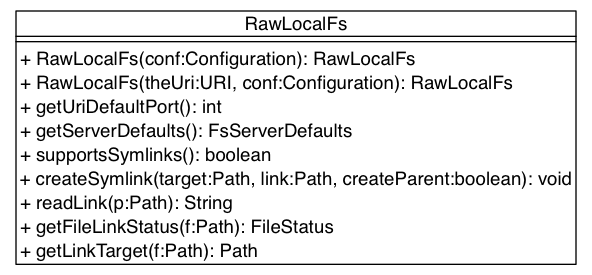 RawLocalFs
+ RawLocalFs(conf:Configuration): RawLocalFs
+ RawLocalFs(theUri:URI, conf:Configuration): RawLocalFs
+ getUriDefaultPort(): int
+ getServerDefaults(): FsServerDefaults
+ supportsSymlinks(): boolean
+ createSymlink(target:Path, link:Path, createParent:boolean): void
+ readLink(p:Path): String
+ getFileLinkStatus(f:Path): FileStatus
+ getLinkTarget(f:Path): Path